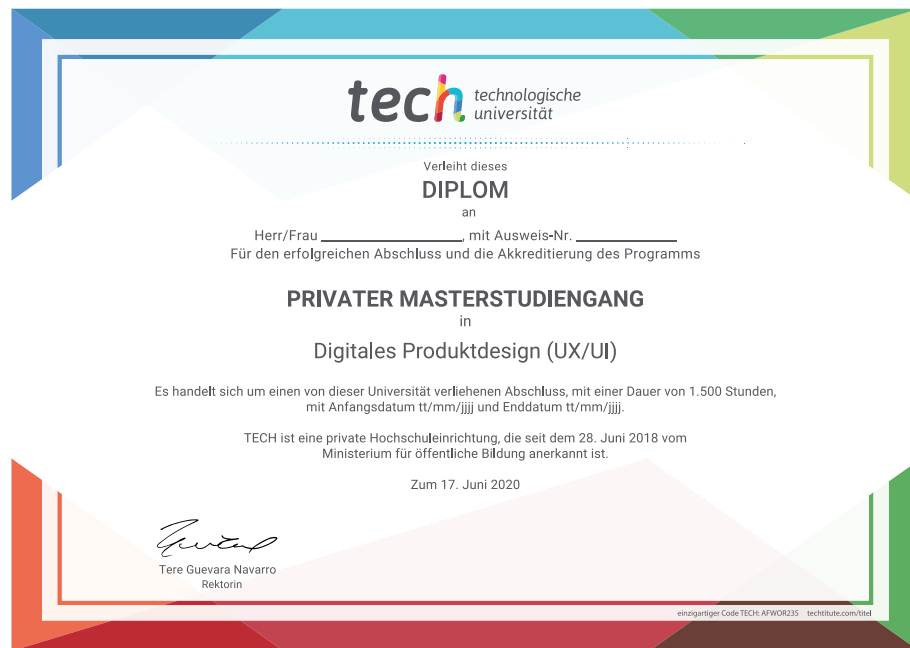 tech technologische
universität
Verleiht dieses
DIPLOM
an
Herr/Frau ____________________, mit Ausweis-Nr. ______________
Für den erfolgreichen Abschluss und die Akkreditierung des Programms
PRIVATER MASTERSTUDIENGANG
in
Digitales Produktdesign (UX/UI)
Es handelt sich um einen von dieser Universität verliehenen Abschluss, mit einer Dauer von 1.500 Stunden,
mit Anfangsdatum tt/mm/jjjj und Enddatum tt/mm/jjjj.
TECH ist eine private Hochschuleinrichtung, die seit dem 28. Juni 2018 vom
Ministerium für öffentliche Bildung anerkannt ist.
Zum 17. Juni 2020
Tere Guevara Navarro
Rektorin
einzigartiger Code TECH: AFWOR23S techtitute.com/titel